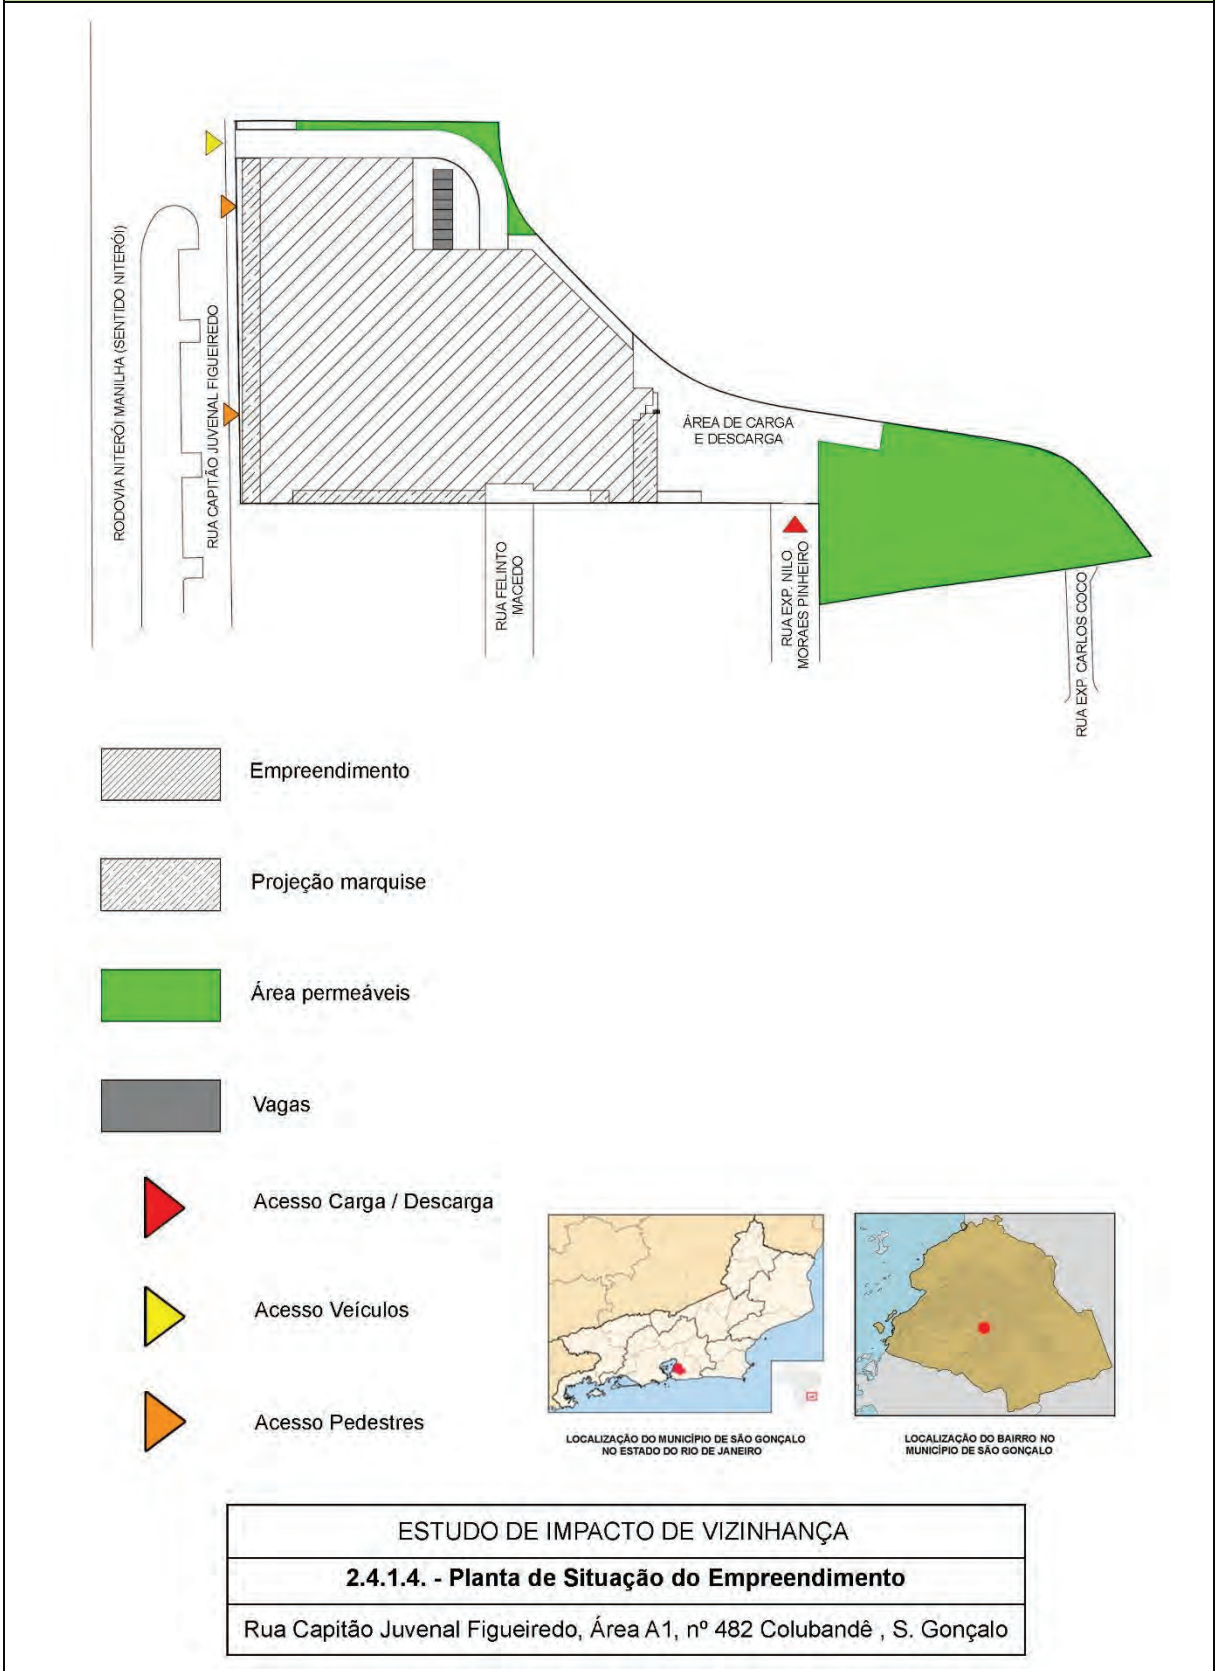 RODOVIA NITERÓI MANILHA (SENTIDO NITERÓI)
RUA CAPITÃO JUVENAL FIGUEIREDO
ÁREA DE CARGA
E DESCARGA
RUA FELINTO
MACEDO
RUA EXP. NILO
MORAES PINHEIRO
RUA EXP. CARLOS COCO
Empreendimento
Projeção marquise
Área permeáveis
Vagas
Acesso Carga / Descarga
Acesso Veículos
Acesso Pedestres
LOCALIZAÇÃO DO MUNICÍPIO DE SÃO GONÇALO
NO ESTADO DO RIO DE JANEIRO
LOCALIZAÇÃO DO BAIRRO NO
MUNICÍPIO DE SÃO GONÇALO
ESTUDO DE IMPACTO DE VIZINHANÇA
2.4.1.4. - Planta de Situação do Empreendimento
Rua Capitão Juvenal Figueiredo, Área A1, nº 482 Colubandê , S. Gonçalo